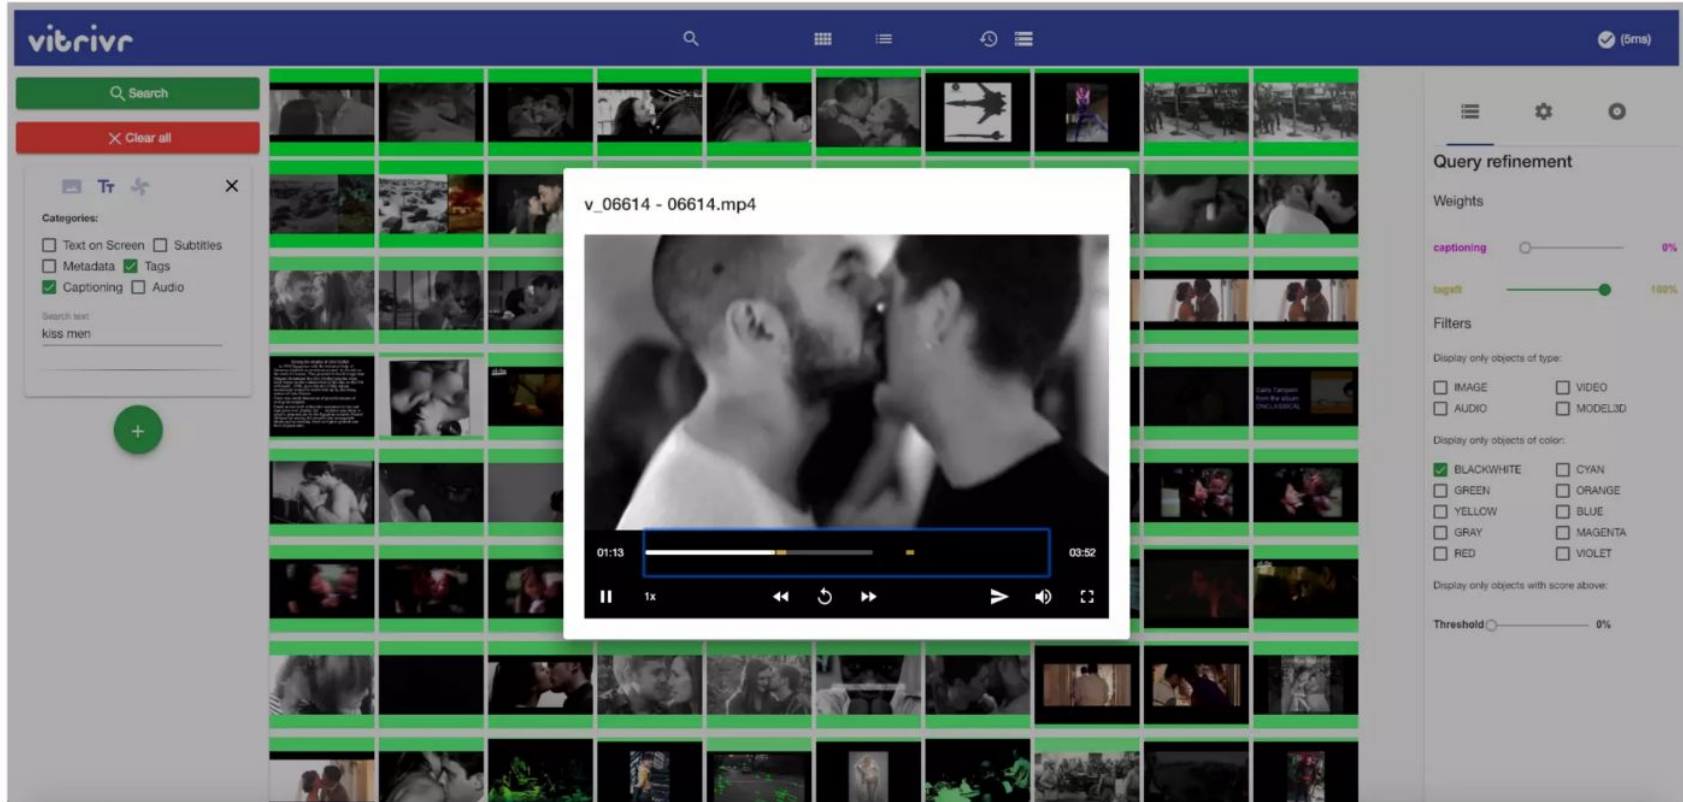 vitrivr
(5ms)
Search
Clear all
Categories:
Text on Screen
Subtitles
Metadata
Tags
Captioning
Audio
Search text
kiss men
+
v_06614 - 06614.mp4
01:13
03:52
1x
Query refinement
Weights
captioning
0%
100%
Filters
Display only objects of type:
IMAGE
VIDEO
AUDIO
MODEL3D
Display only objects of color:
BLACKWHITE
CYAN
GREEN
ORANGE
YELLOW
BLUE
GRAY
MAGENTA
RED
VIOLET
Display only objects with score above:
Threshold
0%